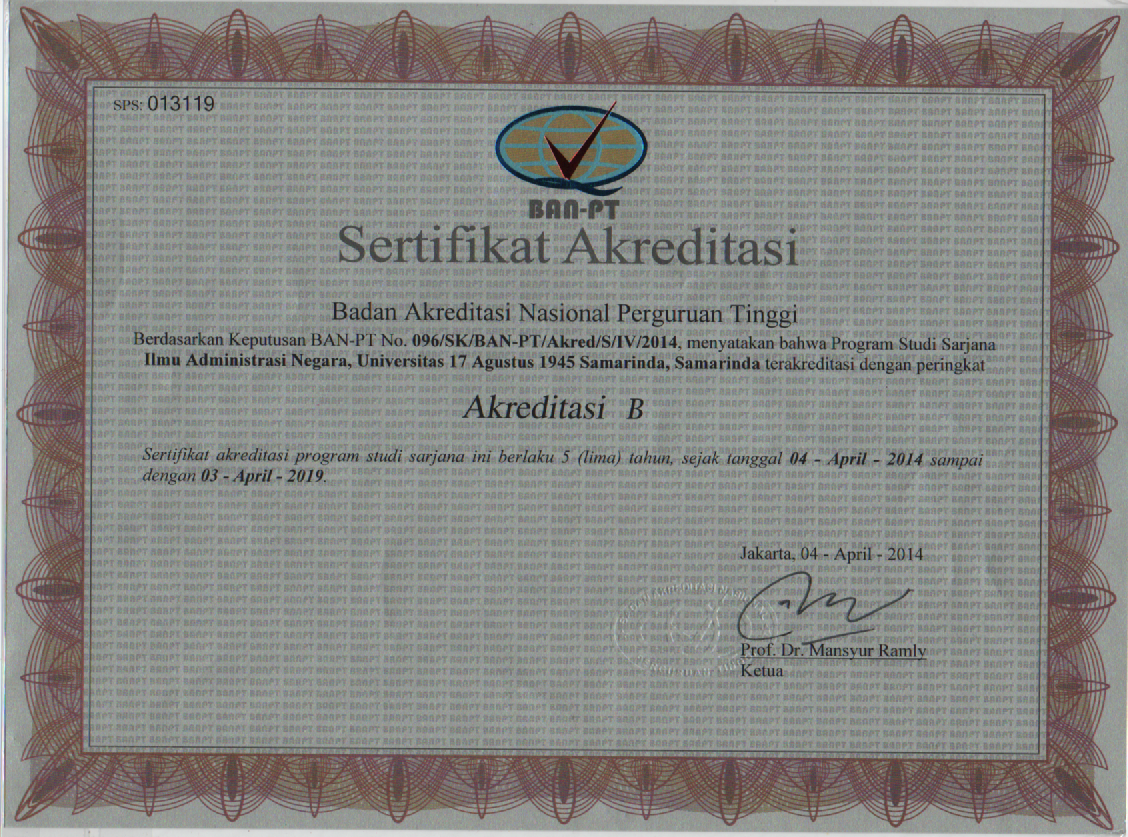 SPS: 013119
BAN-PT
Sertifikat Akreditasi
Badan Akreditasi Nasional Perguruan Tinggi
Berdasarkan Keputusan BAN-PT No. 096/SK/BAN-PT/Akred/S/IV/2014, menyatakan bahwa Program Studi Sarjana
Ilmu Administrasi Negara, Universitas 17 Agustus 1945 Samarinda, Samarinda terakreditasi dengan peringkat
Akreditasi B
Sertifikat akreditasi program studi sarjana ini berlaku 5 (lima) tahun, sejak tanggal 04 - April - 2014 sampai
dengan 03 - April - 2019.
Jakarta, 04 - April - 2014
Prof. Dr. Mansyur Ramly
Ketua